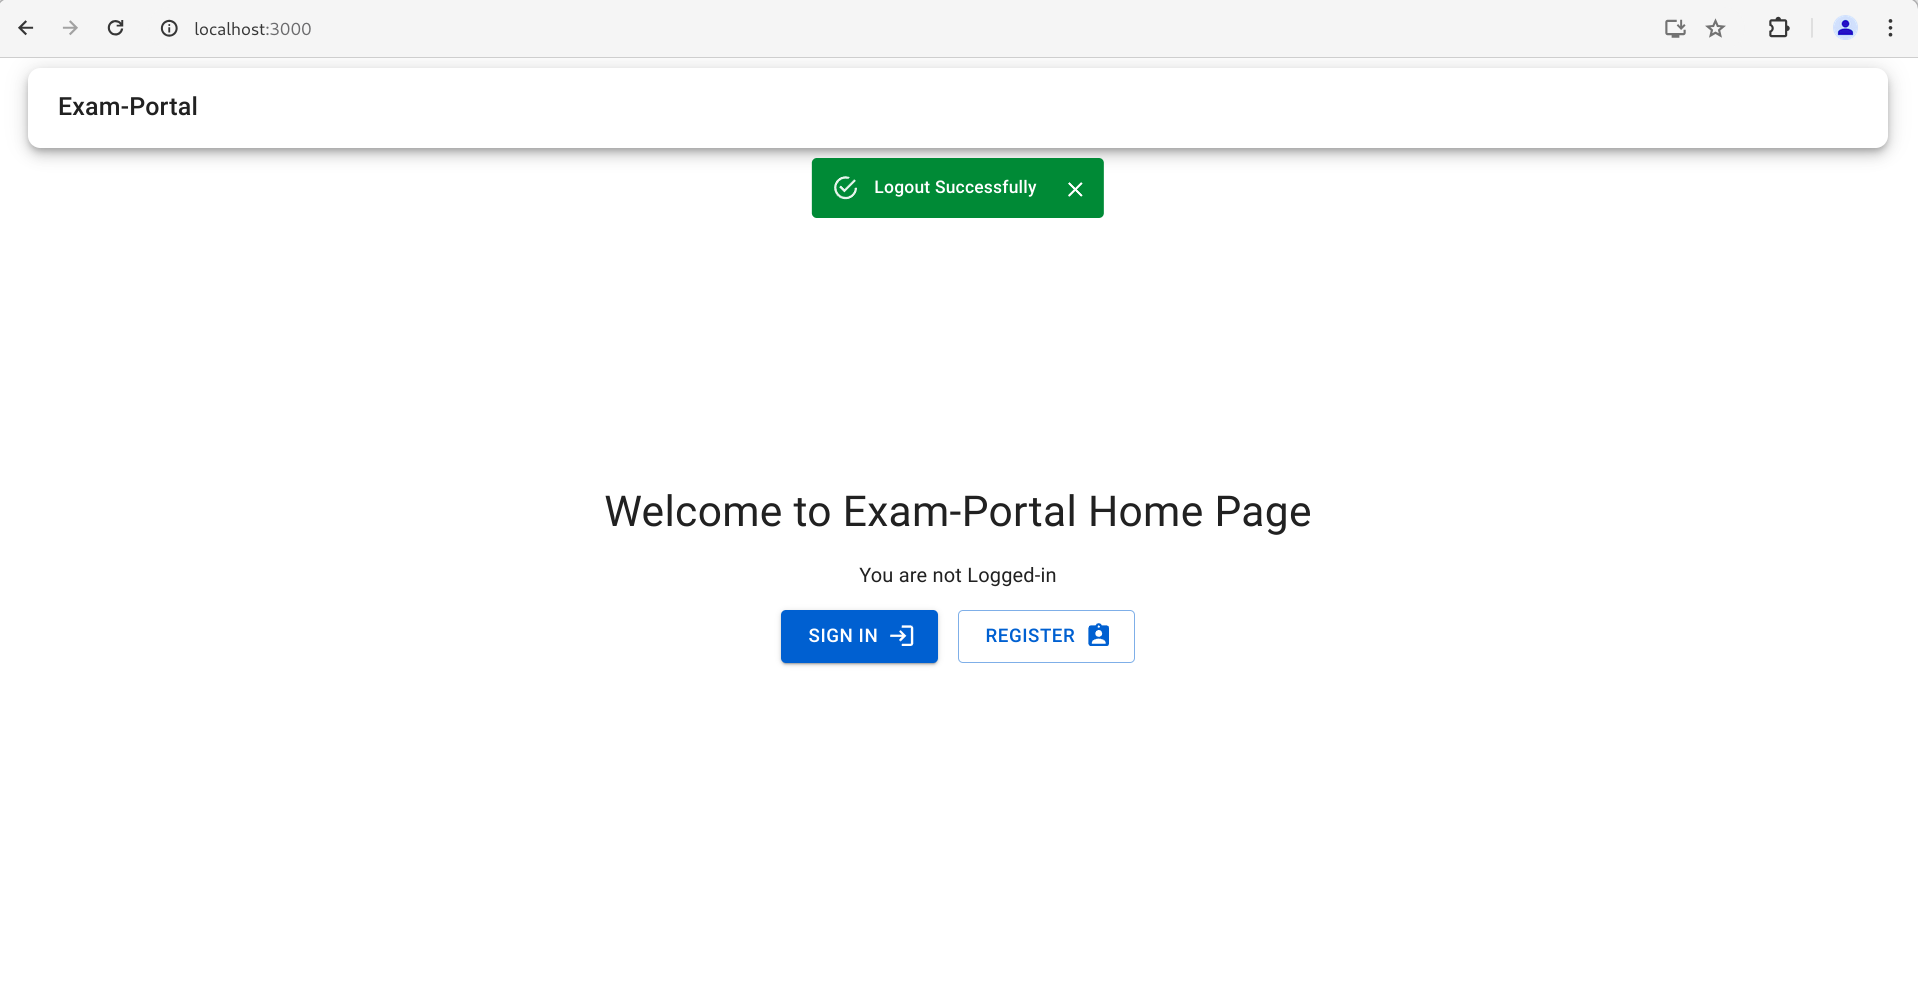 localhost:3000
Exam-Portal
Logout Successfully
Welcome to Exam-Portal Home Page
You are not Logged-in
SIGN IN
REGISTER